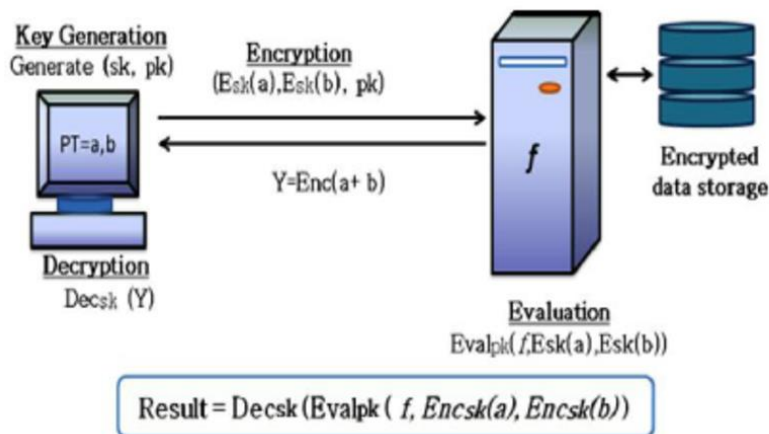 Key Generation
Generate (sk, pk)
PT=a,b
Decryption
Decsk (Y)
Encryption
(Esk(a),Esk(b), pk)
Y=Enc(a+ b)
f
Encrypted
data storage
Evaluation
Evalpk(f,Esk(a),Esk(b))
Result = Decsk (Evalpk ( f, Encsk(a), Encsk(b))